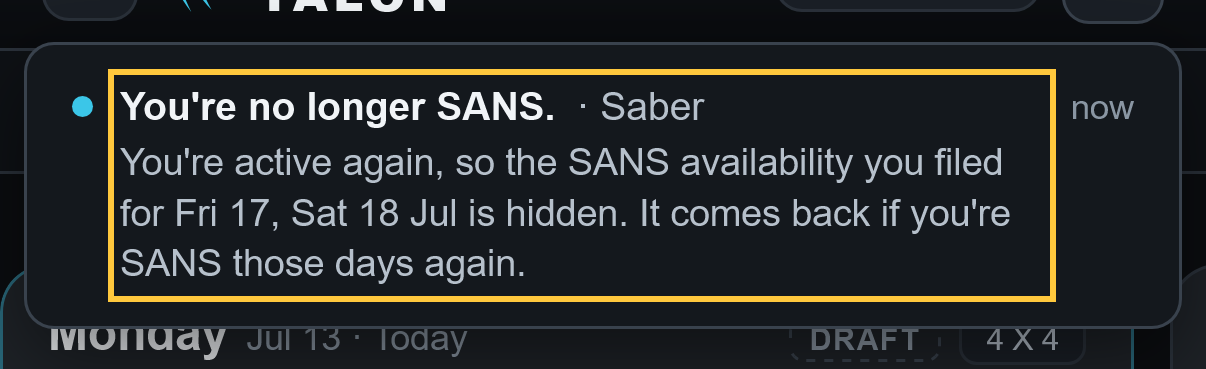 TALON
You're no longer SANS. · Saber
now
You're active again, so the SANS availability you filed
for Fri 17, Sat 18 Jul is hidden. It comes back if you're
SANS those days again.
Monday Jul 13 · Today DRAFT 4 X 4